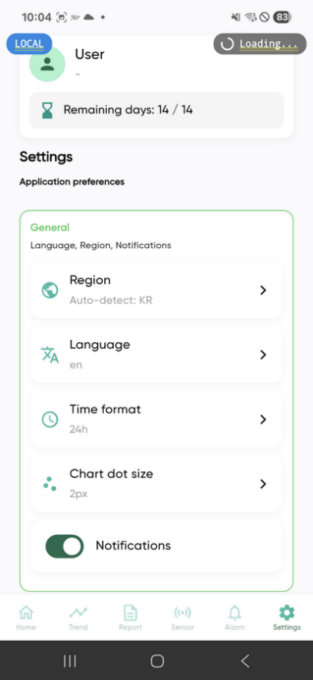 10:04
83
LOCAL
Loading...
User
-
Remaining days: 14 / 14
Settings
Application preferences
General
Language, Region, Notifications
Region
Auto-detect: KR
Language
en
Time format
24h
Chart dot size
2px
Notifications
Home
Trend
Report
Sensor
Alarm
Settings